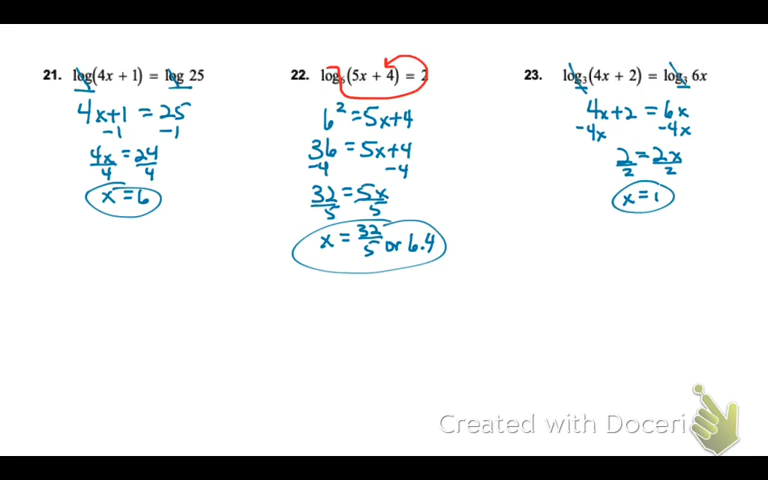 21. log(4x + 1) = log 25
4x+1 = 25
-1 -1
4x/4 = 24/4
x = 6
22. log₆(5x + 4) = 2
6² = 5x+4
36 = 5x+4
-4 -4
32/5 = 5x/5
x = 32/5 or 6.4
23. log₃(4x + 2) = log₃ 6x
4x+2 = 6x
-4x -4x
2/2 = 2x/2
x = 1
Created with Doceri